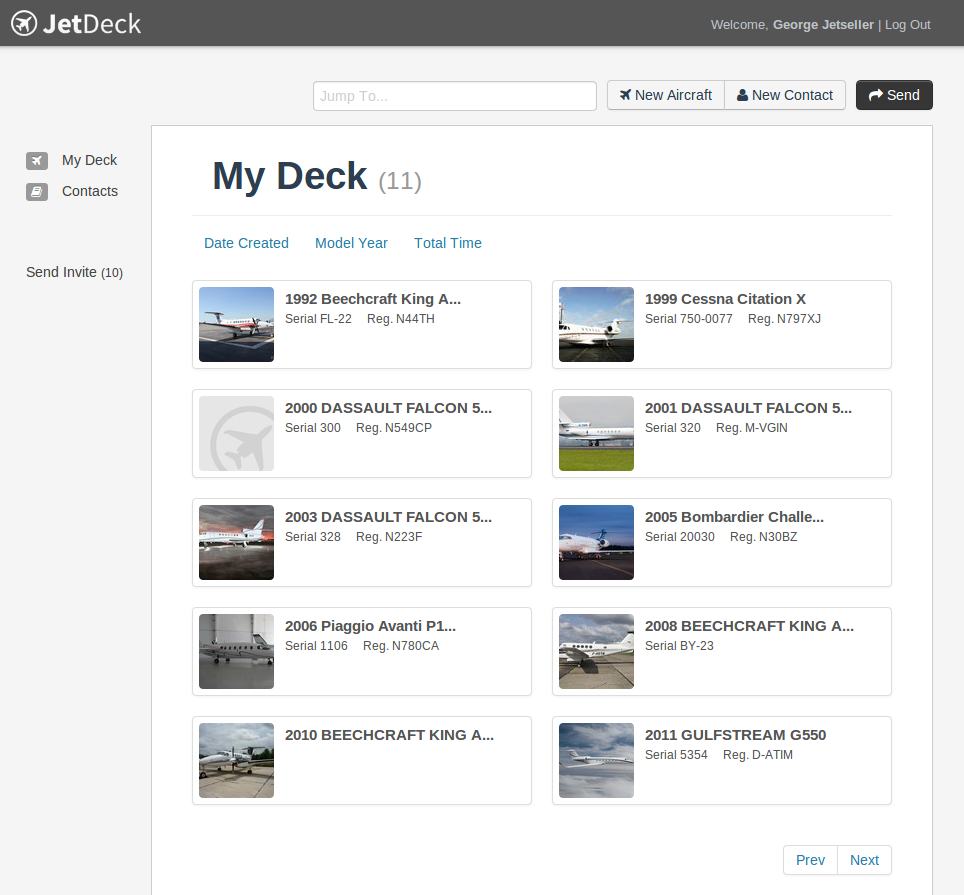 JetDeck
Welcome, George Jetseller | Log Out
Jump To...
New Aircraft
New Contact
Send
My Deck
Contacts
Send Invite (10)
My Deck (11)
Date Created Model Year Total Time
1992 Beechcraft King A...
Serial FL-22 Reg. N44TH
1999 Cessna Citation X
Serial 750-0077 Reg. N797XJ
2000 DASSAULT FALCON 5...
Serial 300 Reg. N549CP
2001 DASSAULT FALCON 5...
Serial 320 Reg. M-VGIN
2003 DASSAULT FALCON 5...
Serial 328 Reg. N223F
2005 Bombardier Challe...
Serial 20030 Reg. N30BZ
2006 Piaggio Avanti P1...
Serial 1106 Reg. N780CA
2008 BEECHCRAFT KING A...
Serial BY-23
2010 BEECHCRAFT KING A...
2011 GULFSTREAM G550
Serial 5354 Reg. D-ATIM
Prev Next